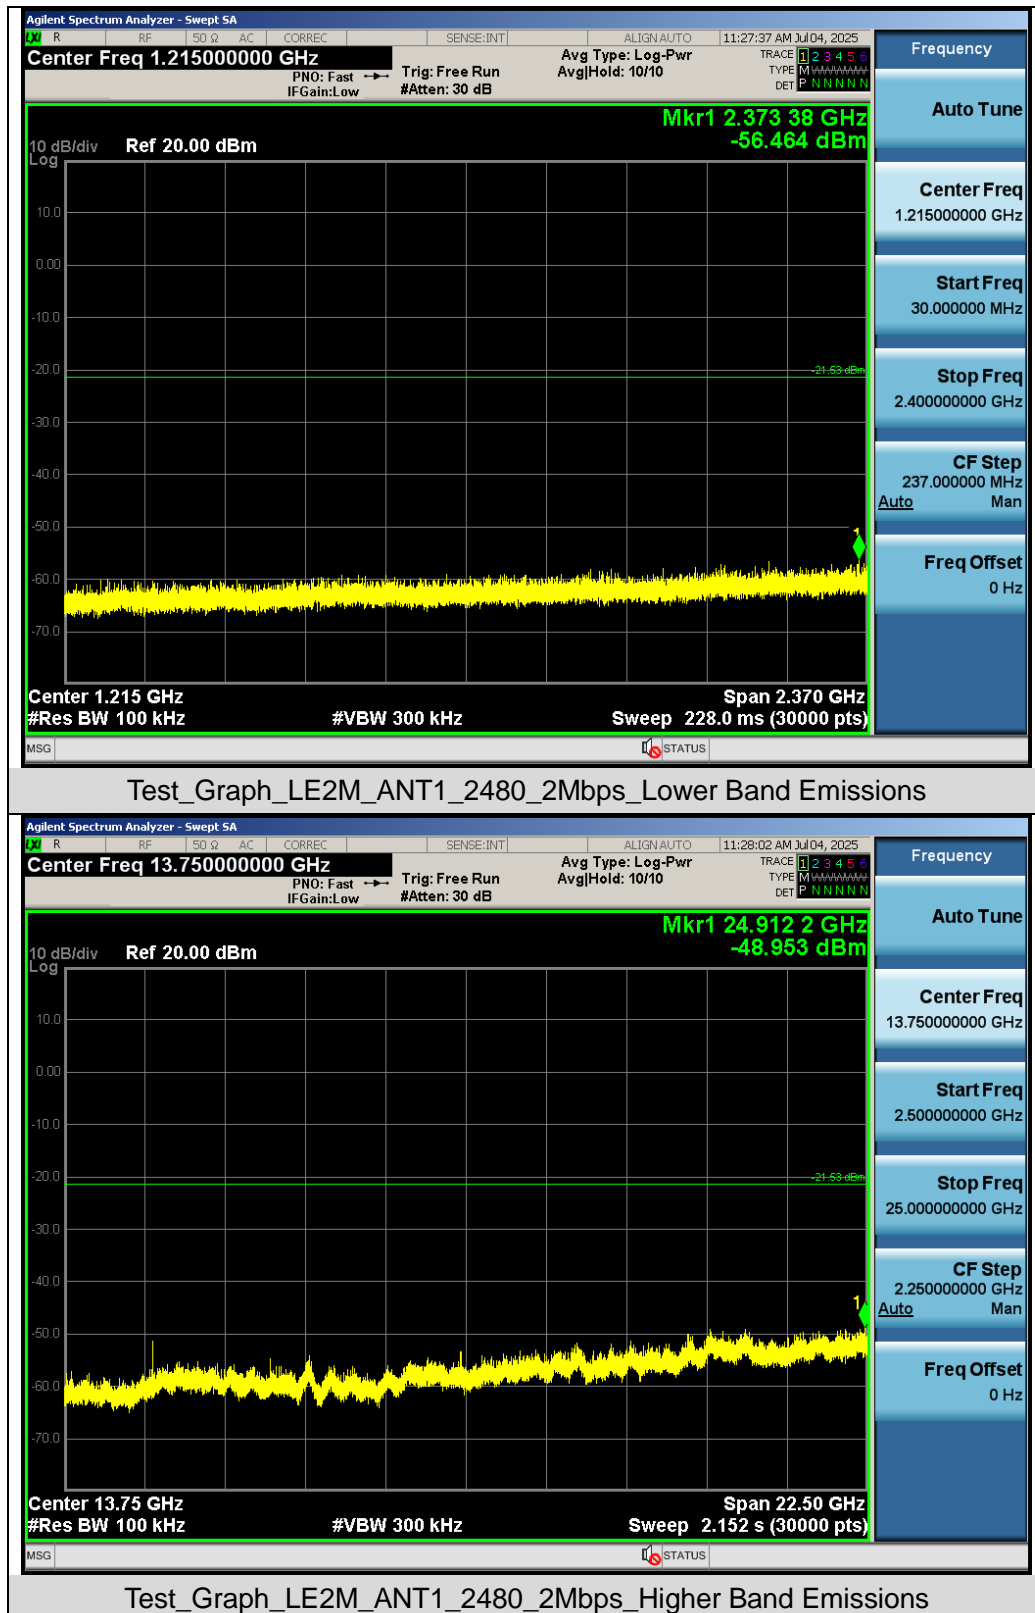 Agilent Spectrum Analyzer - Swept SA
LXI R RF 50 Ω AC CORREC SENSE:INT ALIGN AUTO 11:27:37 AM Jul 04, 2025
Center Freq 1.215000000 GHz
PNO: Fast
IFGain:Low
Trig: Free Run
#Atten: 30 dB
Avg Type: Log-Pwr
Avg|Hold: 10/10
TRACE 1 2 3 4 5 6
TYPE M WWWWW
DET P N N N N N
Mkr1 2.373 38 GHz
-56.464 dBm
10 dB/div Ref 20.00 dBm
Log
10.0
0.00
-10.0
-20.0
-21.53 dBm
-30.0
-40.0
-50.0
1
-60.0
-70.0
Center 1.215 GHz Span 2.370 GHz
#Res BW 100 kHz #VBW 300 kHz Sweep 228.0 ms (30000 pts)
MSG STATUS
Frequency
Auto Tune
Center Freq
1.215000000 GHz
Start Freq
30.000000 MHz
Stop Freq
2.400000000 GHz
CF Step
237.000000 MHz
Auto Man
Freq Offset
0 Hz
Test_Graph_LE2M_ANT1_2480_2Mbps_Lower Band Emissions
Agilent Spectrum Analyzer - Swept SA
LXI R RF 50 Ω AC CORREC SENSE:INT ALIGN AUTO 11:28:02 AM Jul 04, 2025
Center Freq 13.750000000 GHz
PNO: Fast
IFGain:Low
Trig: Free Run
#Atten: 30 dB
Avg Type: Log-Pwr
Avg|Hold: 10/10
TRACE 1 2 3 4 5 6
TYPE M WWWWW
DET P N N N N N
Mkr1 24.912 2 GHz
-48.953 dBm
10 dB/div Ref 20.00 dBm
Log
10.0
0.00
-10.0
-20.0
-21.53 dBm
-30.0
-40.0
1
-50.0
-60.0
-70.0
Center 13.75 GHz Span 22.50 GHz
#Res BW 100 kHz #VBW 300 kHz Sweep 2.152 s (30000 pts)
MSG STATUS
Frequency
Auto Tune
Center Freq
13.750000000 GHz
Start Freq
2.500000000 GHz
Stop Freq
25.000000000 GHz
CF Step
2.250000000 GHz
Auto Man
Freq Offset
0 Hz
Test_Graph_LE2M_ANT1_2480_2Mbps_Higher Band Emissions